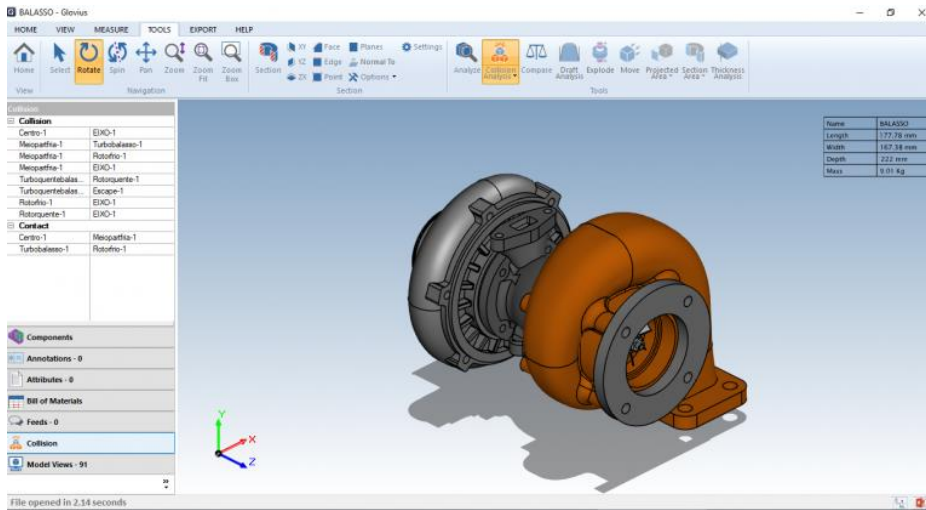 BALASSO - Glovius
HOME VIEW MEASURE TOOLS EXPORT HELP
Home Select Rotate Spin Pan Zoom Zoom Fit Zoom Box Section XY YZ ZX Face Edge Point Planes Normal To Options Settings Analyze Collision Analysis Compare Draft Analysis Explode Move Projected Area Section Area Thickness Analysis
View Navigation Section Tools
Collision
Collision
Centro-1 EIXO-1
Meiopartfria-1 Turbobalasso-1
Meiopartfria-1 Rotorfrio-1
Meiopartfria-1 EIXO-1
Turboquentebalas... Rotorquente-1
Turboquentebalas... Escape-1
Rotorfrio-1 EIXO-1
Rotorquente-1 EIXO-1
Contact
Centro-1 Meiopartfria-1
Turbobalasso-1 Rotorfrio-1
Components
Annotations - 0
Attributes - 0
Bill of Materials
Feeds - 0
Collision
Model Views - 91
File opened in 2.14 seconds
Name BALASSO
Length 177.78 mm
Width 167.38 mm
Depth 222 mm
Mass 9.01 Kg
Y
X
Z